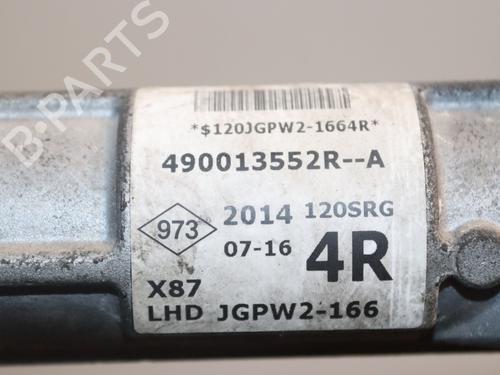 *$120JGPW2-1664R*
490013552R--A
973 2014 120SRG
07-16 4R
X87
LHD JGPW2-166
B-PARTS